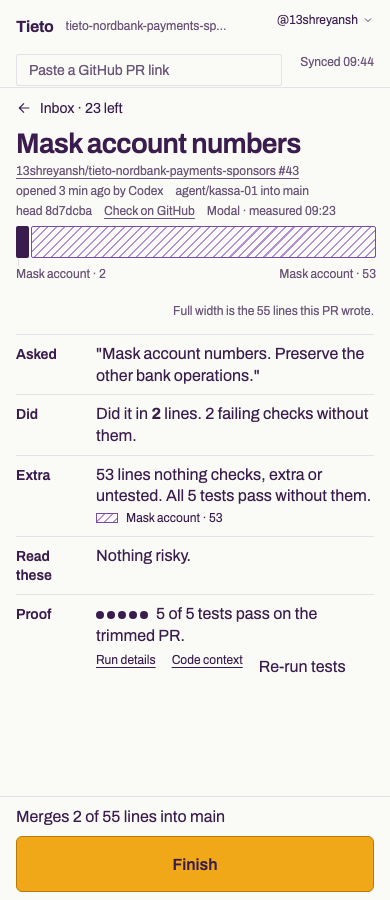 Tieto tieto-nordbank-payments-sp... @13shreyansh
Paste a GitHub PR link Synced 09:44
← Inbox · 23 left
Mask account numbers
13shreyansh/tieto-nordbank-payments-sponsors #43
opened 3 min ago by Codex agent/kassa-01 into main
head 8d7dcba Check on GitHub Modal · measured 09:23
Mask account · 2 Mask account · 53
Full width is the 55 lines this PR wrote.
Asked "Mask account numbers. Preserve the
other bank operations."
Did Did it in 2 lines. 2 failing checks without
them.
Extra 53 lines nothing checks, extra or
untested. All 5 tests pass without them.
Mask account · 53
Read Nothing risky.
these
Proof 5 of 5 tests pass on the
trimmed PR.
Run details Code context Re-run tests
Merges 2 of 55 lines into main
Finish